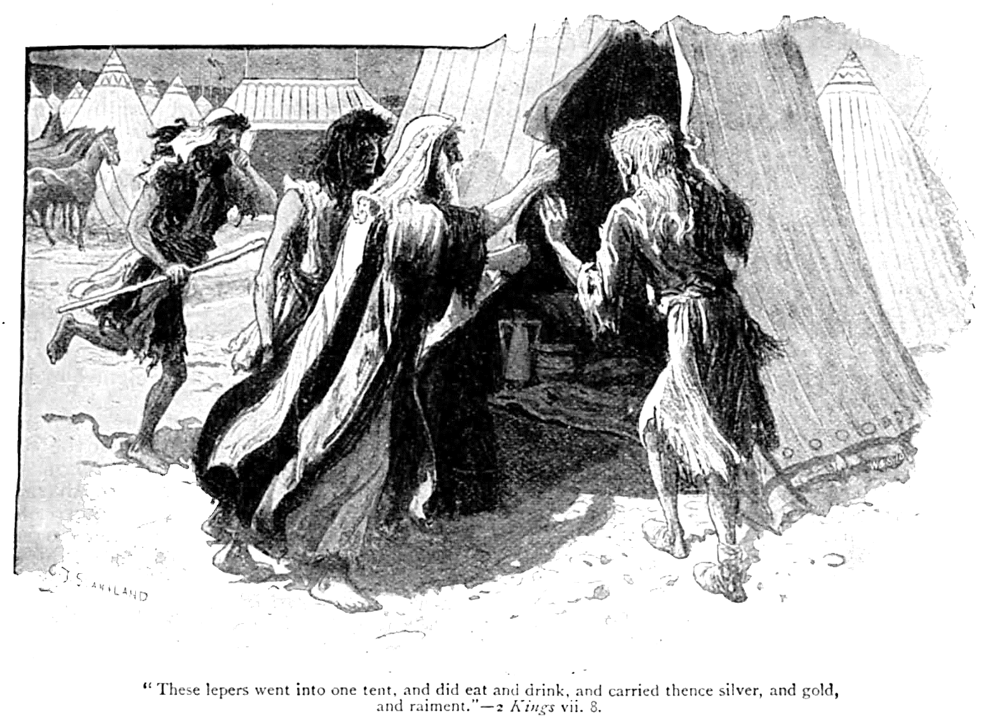 C J STANILAND
“These lepers went into one tent, and did eat and drink, and carried thence silver, and gold,
and raiment.”—2 Kings vii. 8.